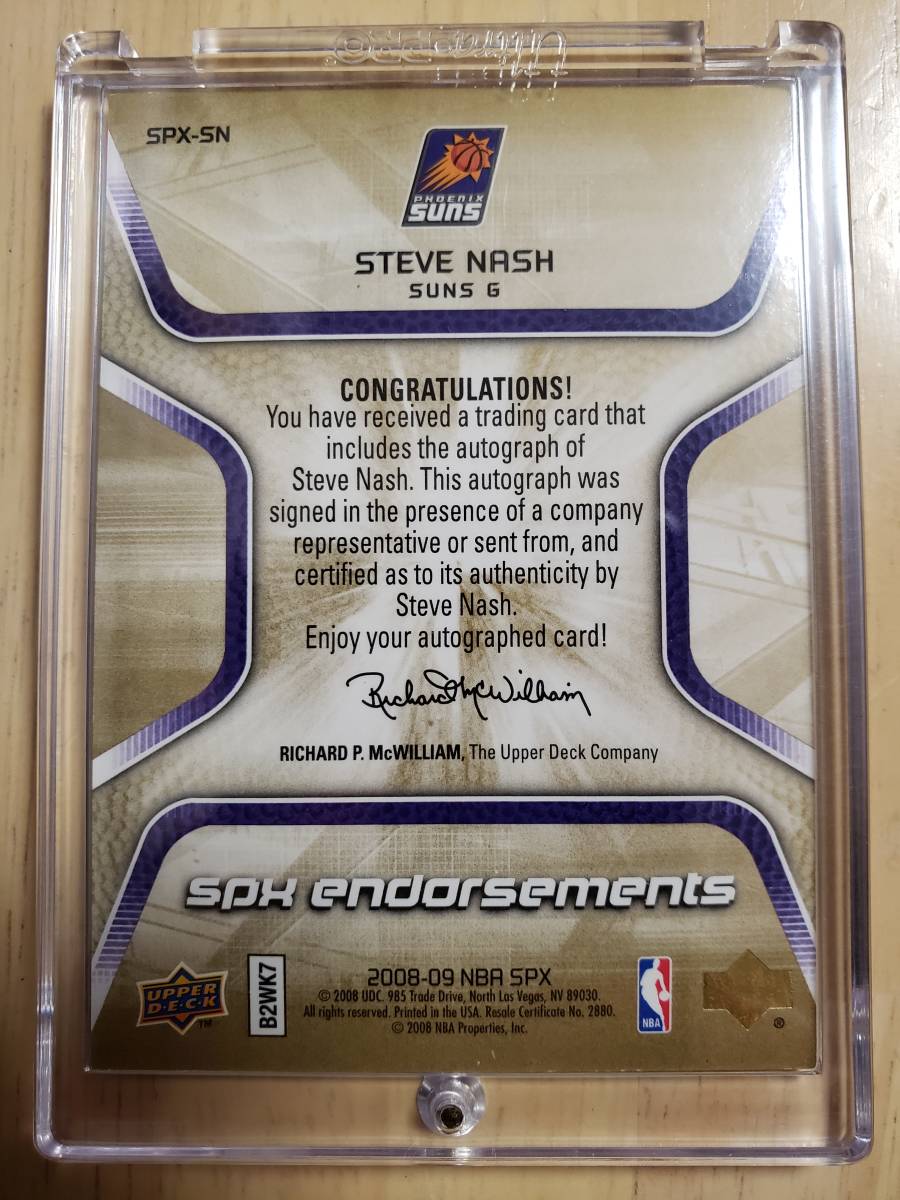 SPX-SN
PHOENIX
SUNS
STEVE NASH
SUNS G
CONGRATULATIONS!
You have received a trading card that
includes the autograph of
Steve Nash. This autograph was
signed in the presence of a company
representative or sent from, and
certified as to its authenticity by
Steve Nash.
Enjoy your autographed card!
Richard McWilliam
RICHARD P. McWILLIAM, The Upper Deck Company
spx endorsements
UPPER
D·E·C·K
TM
B2WK7
2008-09 NBA SPX
© 2008 UDC. 985 Trade Drive, North Las Vegas, NV 89030.
All rights reserved. Printed in the USA. Resale Certificate No. 2880.
© 2008 NBA Properties, Inc.
NBA
®